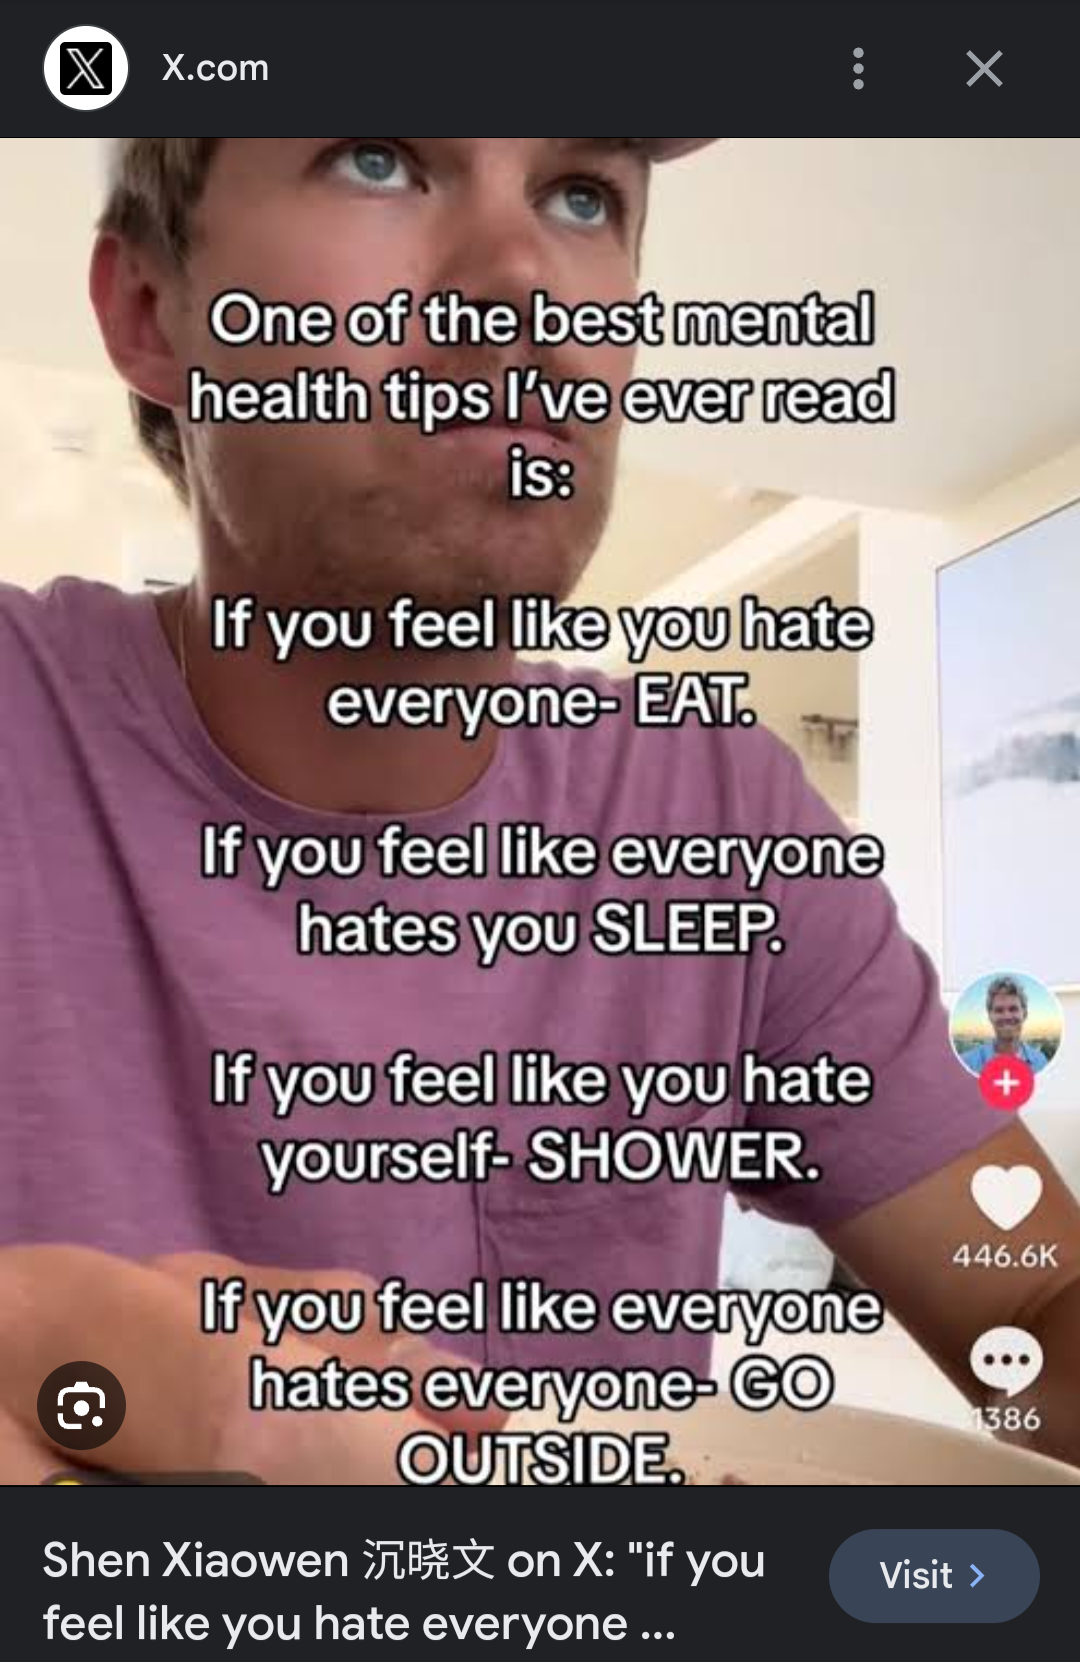 X.com
One of the best mental
health tips I've ever read
is:
If you feel like you hate
everyone- EAT.
If you feel like everyone
hates you SLEEP.
If you feel like you hate
yourself- SHOWER.
If you feel like everyone
hates everyone- GO
OUTSIDE.
446.6K
1386
Shen Xiaowen 沉晓文 on X: "if you
feel like you hate everyone ...
Visit